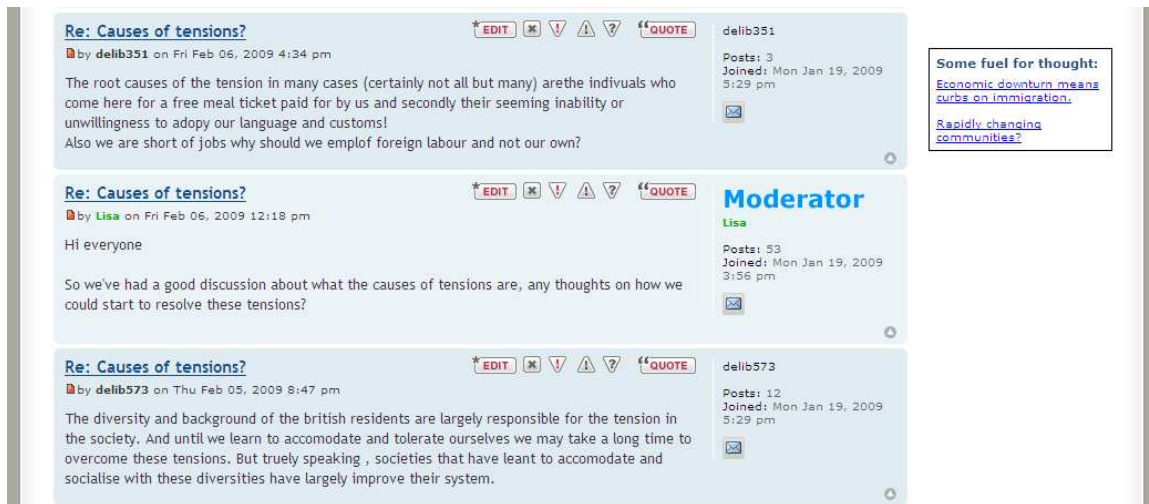 Re: Causes of tensions?
*EDIT
QUOTE
by delib351 on Fri Feb 06, 2009 4:34 pm
The root causes of the tension in many cases (certainly not all but many) arethe indivuals who
come here for a free meal ticket paid for by us and secondly their seeming inability or
unwillingness to adopy our language and customs!
Also we are short of jobs why should we emplof foreign labour and not our own?
delib351
Posts: 3
Joined: Mon Jan 19, 2009
5:29 pm
Some fuel for thought:
Economic downturn means
curbs on immigration.
Rapidly changing
communities?
Re: Causes of tensions?
*EDIT
QUOTE
by Lisa on Fri Feb 06, 2009 12:18 pm
Hi everyone
So we've had a good discussion about what the causes of tensions are, any thoughts on how we
could start to resolve these tensions?
Moderator
Lisa
Posts: 53
Joined: Mon Jan 19, 2009
3:56 pm
Re: Causes of tensions?
*EDIT
QUOTE
by delib573 on Thu Feb 05, 2009 8:47 pm
The diversity and background of the british residents are largely responsible for the tension in
the society. And until we learn to accomodate and tolerate ourselves we may take a long time to
overcome these tensions. But truely speaking , societies that have leant to accomodate and
socialise with these diversities have largely improve their system.
delib573
Posts: 12
Joined: Mon Jan 19, 2009
5:29 pm